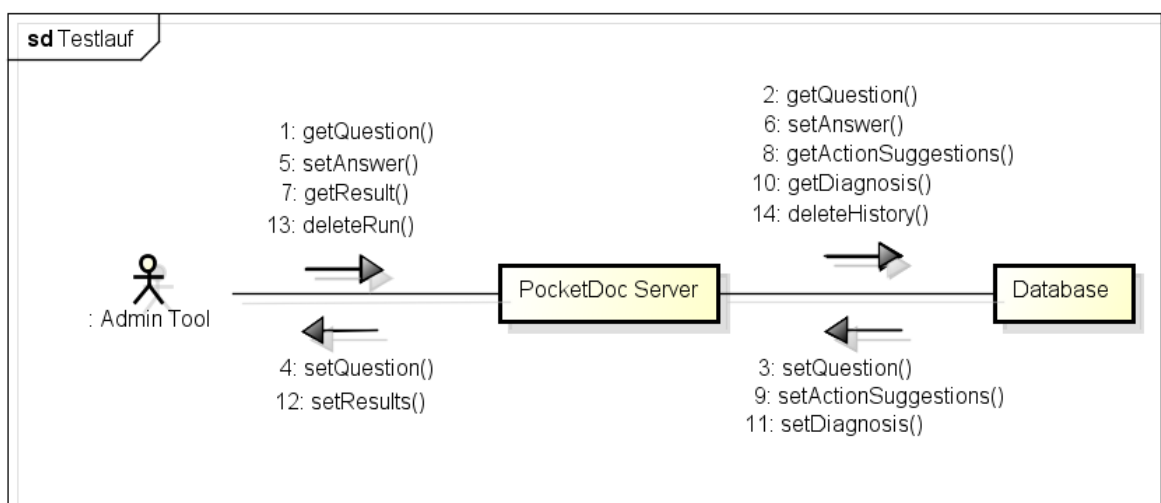 sd Testlauf
1: getQuestion()
5: setAnswer()
7: getResult()
13: deleteRun()
2: getQuestion()
6: setAnswer()
8: getActionSuggestions()
10: getDiagnosis()
14: deleteHistory()
: Admin Tool
PocketDoc Server
Database
4: setQuestion()
12: setResults()
3: setQuestion()
9: setActionSuggestions()
11: setDiagnosis()